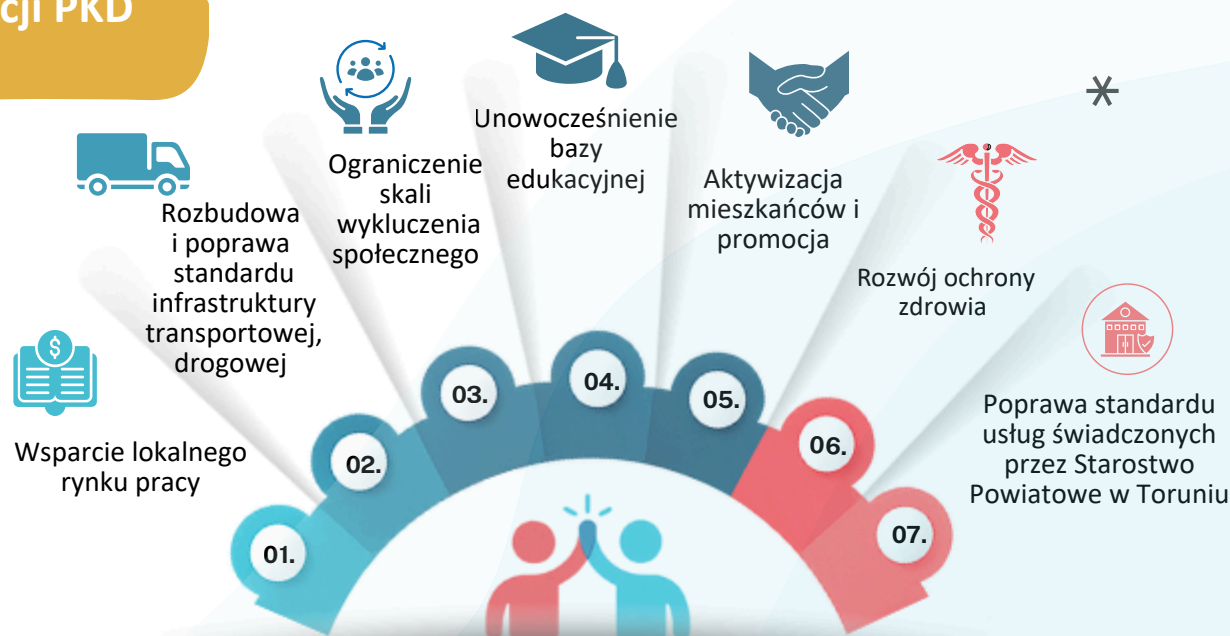 cji PKD
01.
Wsparcie lokalnego
rynku pracy
02.
Rozbudowa
i poprawa
standardu
infrastruktury
transportowej,
drogowej
03.
Ograniczenie
skali
wykluczenia
społecznego
04.
Unowocześnienie
bazy
edukacyjnej
05.
Aktywizacja
mieszkańców i
promocja
06.
Rozwój ochrony
zdrowia
07.
Poprawa standardu
usług świadczonych
przez Starostwo
Powiatowe w Toruniu
$
*